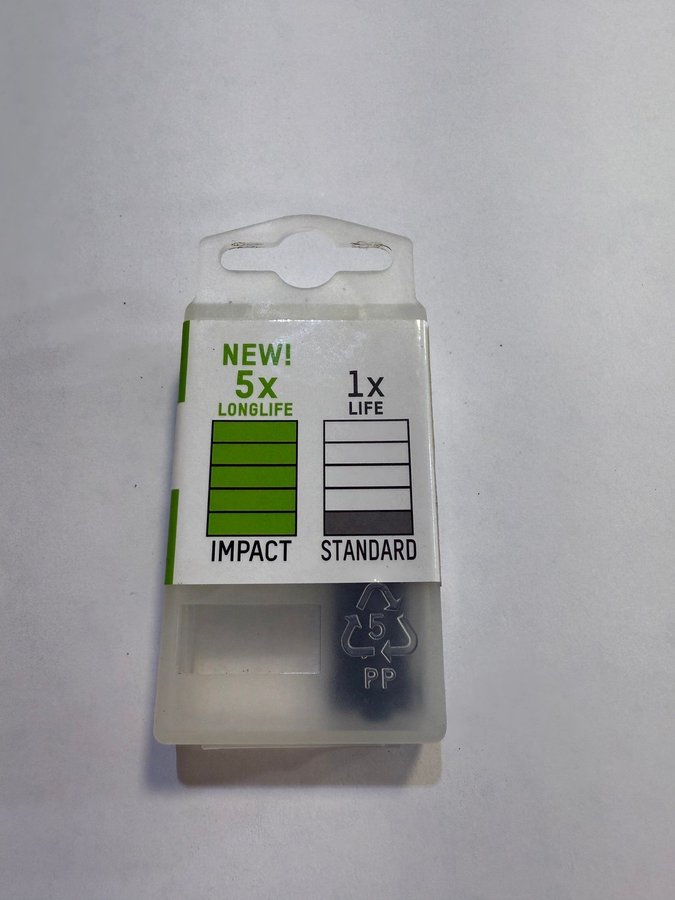 NEW!
5x
LONGLIFE
IMPACT
1x
LIFE
STANDARD
5
PP